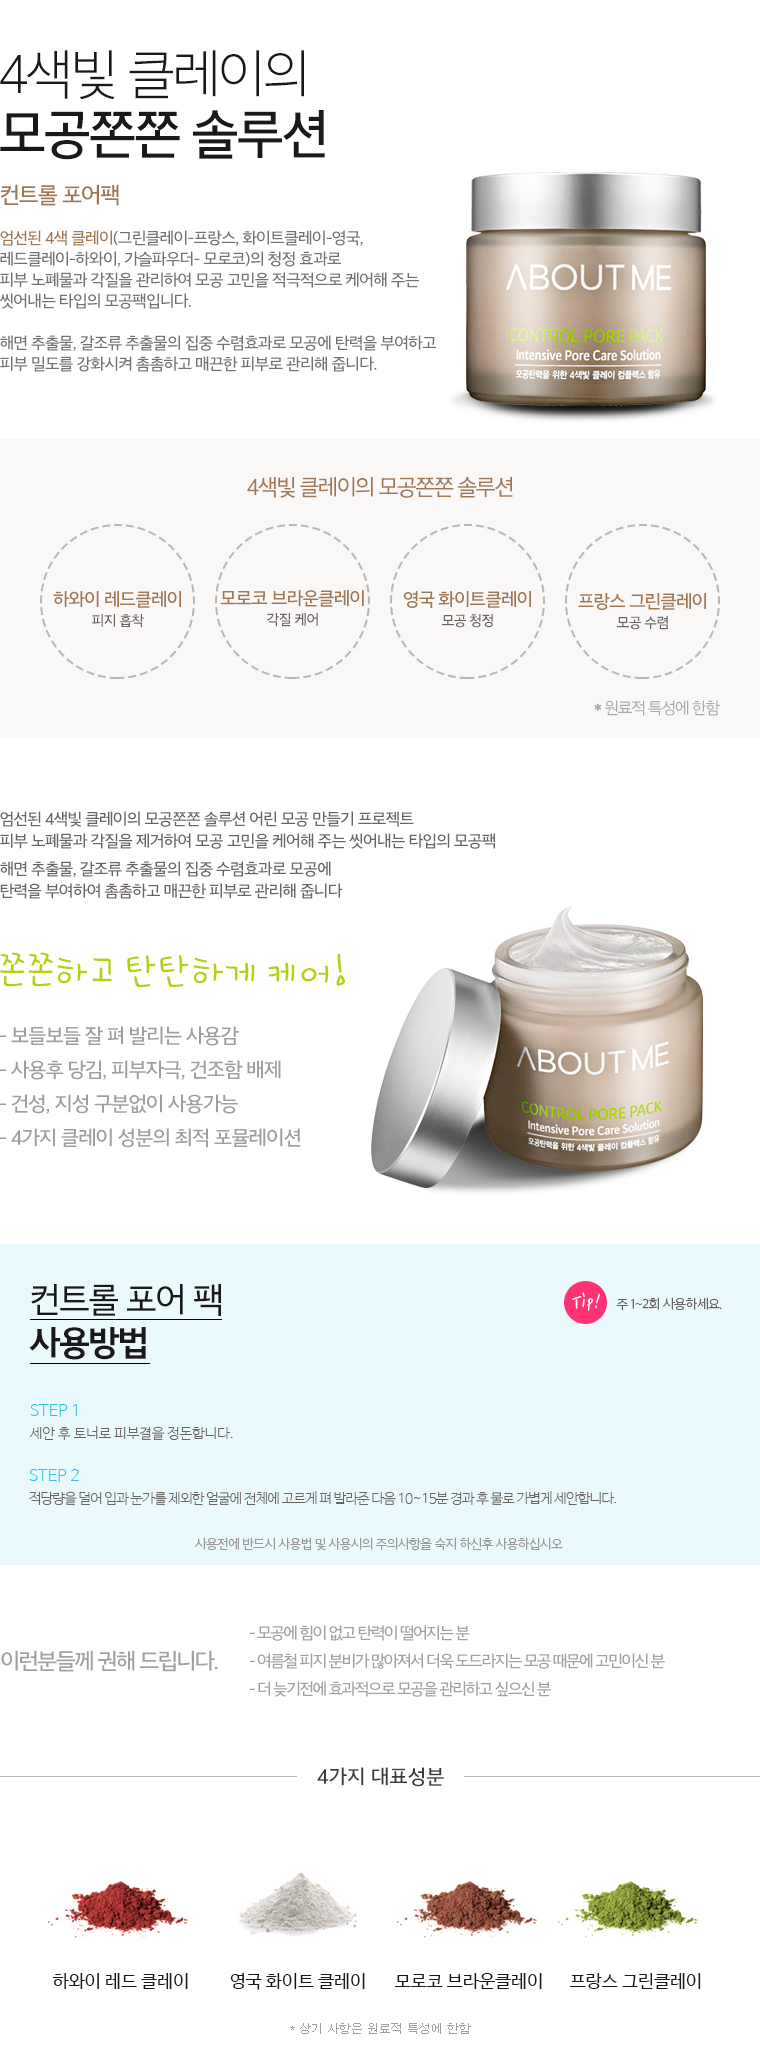 4색빛 클레이의
모공쫀쫀 솔루션
컨트롤 포어팩
엄선된 4색 클레이(그린클레이-프랑스, 화이트클레이-영국,
레드클레이-하와이, 가슬파우더- 모로코)의 청정 효과로
피부 노폐물과 각질을 관리하여 모공 고민을 적극적으로 케어해 주는
씻어내는 타입의 모공팩입니다.
해면 추출물, 갈조류 추출물의 집중 수렴효과로 모공에 탄력을 부여하고
피부 밀도를 강화시켜 촘촘하고 매끈한 피부로 관리해 줍니다.
ABOUT ME
CONTROL PORE PACK
Intensive Pore Care Solution
모공탄력을 위한 4색빛 클레이 컴플렉스 함유
4색빛 클레이의 모공쫀쫀 솔루션
하와이 레드클레이
피지 흡착
모로코 브라운클레이
각질 케어
영국 화이트클레이
모공 청정
프랑스 그린클레이
모공 수렴
* 원료적 특성에 한함
엄선된 4색빛 클레이의 모공쫀쫀 솔루션 어린 모공 만들기 프로젝트
피부 노폐물과 각질을 제거하여 모공 고민을 케어해 주는 씻어내는 타입의 모공팩
해면 추출물, 갈조류 추출물의 집중 수렴효과로 모공에
탄력을 부여하여 촘촘하고 매끈한 피부로 관리해 줍니다
쫀쫀하고 탄탄하게 케어!
- 보들보들 잘 펴 발리는 사용감
- 사용후 당김, 피부자극, 건조함 배제
- 건성, 지성 구분없이 사용가능
- 4가지 클레이 성분의 최적 포뮬레이션
ABOUT ME
CONTROL PORE PACK
Intensive Pore Care Solution
모공탄력을 위한 4색빛 클레이 컴플렉스 함유
컨트롤 포어 팩
사용방법
Tip!
주 1~2회 사용하세요.
STEP 1
세안 후 토너로 피부결을 정돈합니다.
STEP 2
적당량을 덜어 입과 눈가를 제외한 얼굴에 전체에 고르게 펴 발라준 다음 10~15분 경과 후 물로 가볍게 세안합니다.
사용전에 반드시 사용법 및 사용시의 주의사항을 숙지 하신후 사용하십시오
이런분들께 권해 드립니다.
- 모공에 힘이 없고 탄력이 떨어지는 분
- 여름철 피지 분비가 많아져서 더욱 도드라지는 모공 때문에 고민이신 분
- 더 늦기전에 효과적으로 모공을 관리하고 싶으신 분
4가지 대표성분
하와이 레드 클레이
영국 화이트 클레이
모로코 브라운클레이
프랑스 그린클레이
* 상기 사항은 원료적 특성에 한함